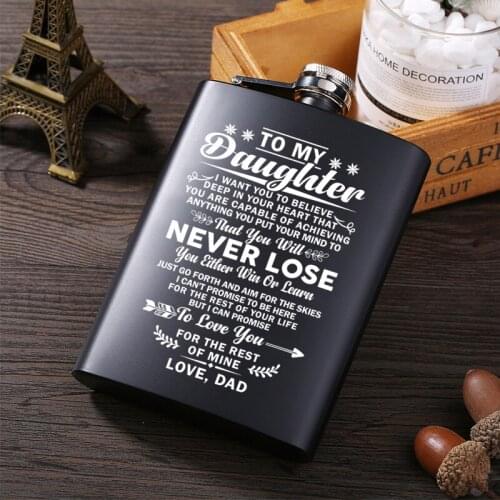 TO MY
Daughter
I WANT YOU TO BELIEVE
DEEP IN YOUR HEART THAT
YOU ARE CAPABLE OF ACHIEVING
ANYTHING YOU PUT YOUR MIND TO
That You Will
NEVER LOSE
You Either Win Or Learn
JUST GO FORTH AND AIM FOR THE SKIES
I CAN'T PROMISE TO BE HERE
FOR THE REST OF YOUR LIFE
BUT I CAN PROMISE
To Love You
FOR THE REST
OF MINE
LOVE, DAD
HOME DECORATION
CAFE
HAUT